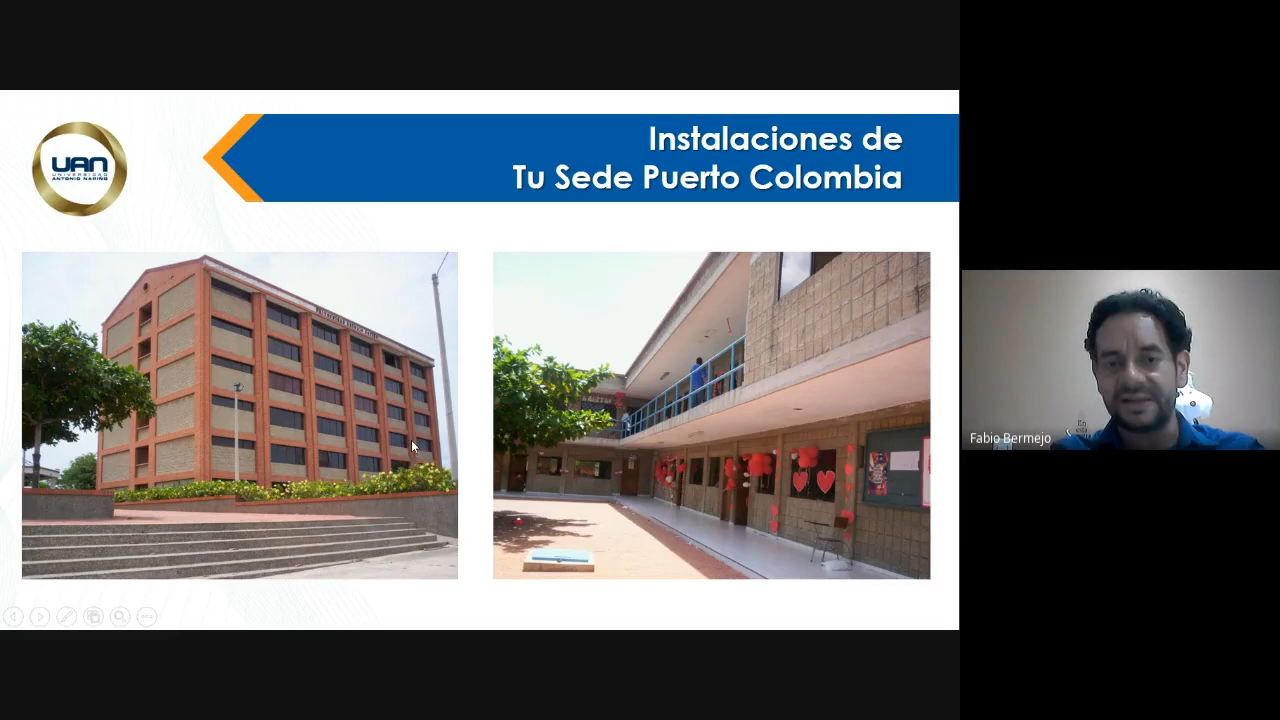 Instalaciones de
Tu Sede Puerto Colombia
UAN
UNIVERSIDAD
ANTONIO NARIÑO
Fabio Bermejo